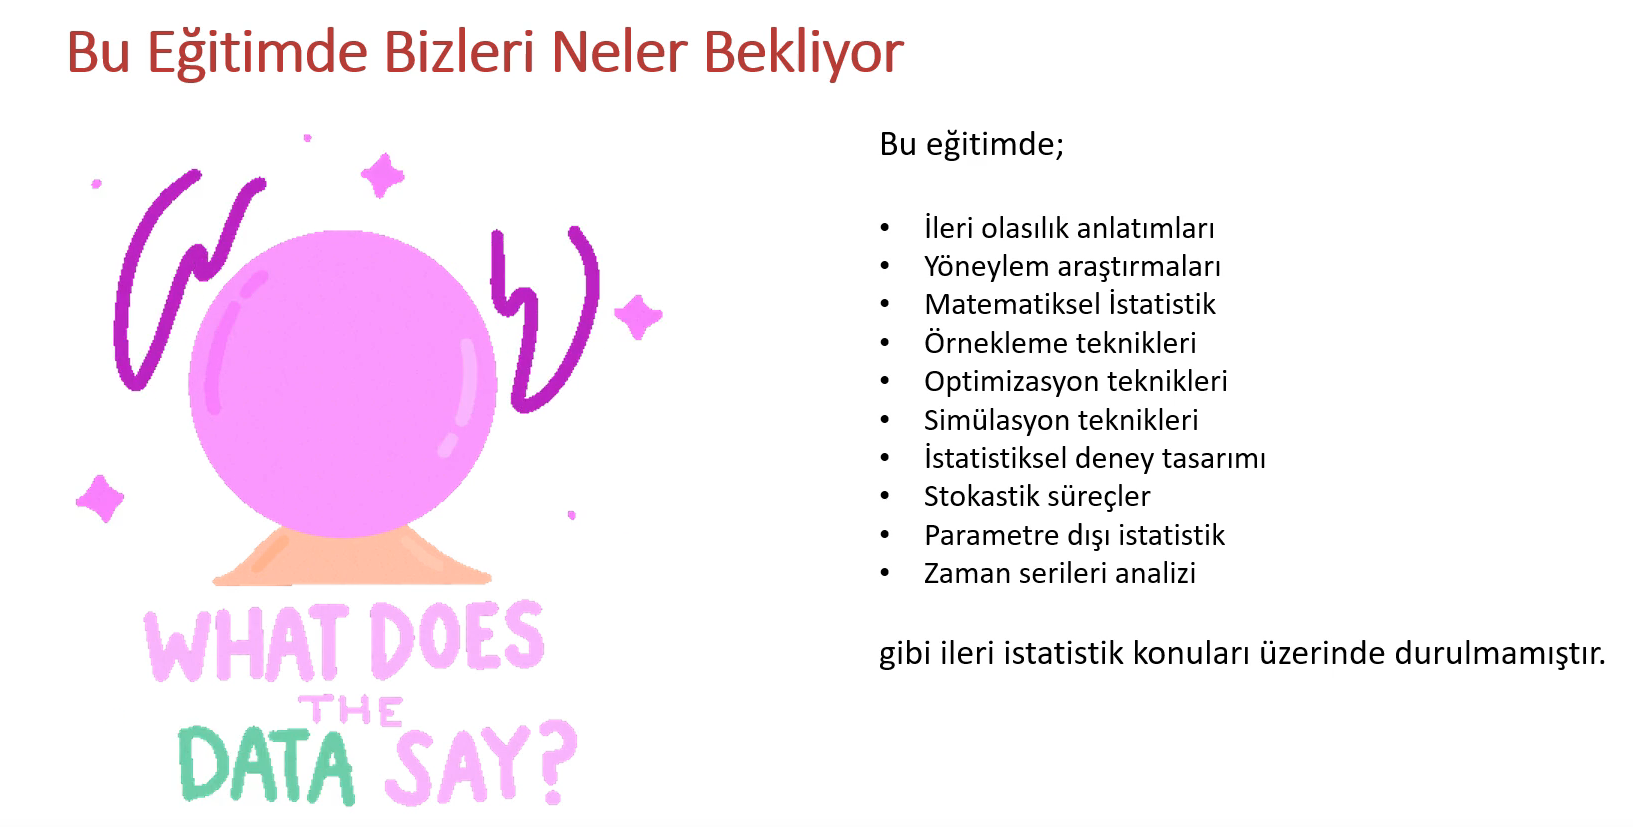 Bu Eğitimde Bizleri Neler Bekliyor
Bu eğitimde;
• İleri olasılık anlatımları
• Yöneylem araştırmaları
• Matematiksel İstatistik
• Örnekleme teknikleri
• Optimizasyon teknikleri
• Simülasyon teknikleri
• İstatistiksel deney tasarımı
• Stokastik süreçler
• Parametre dışı istatistik
• Zaman serileri analizi
gibi ileri istatistik konuları üzerinde durulmamıştır.
WHAT DOES
THE
DATA SAY?